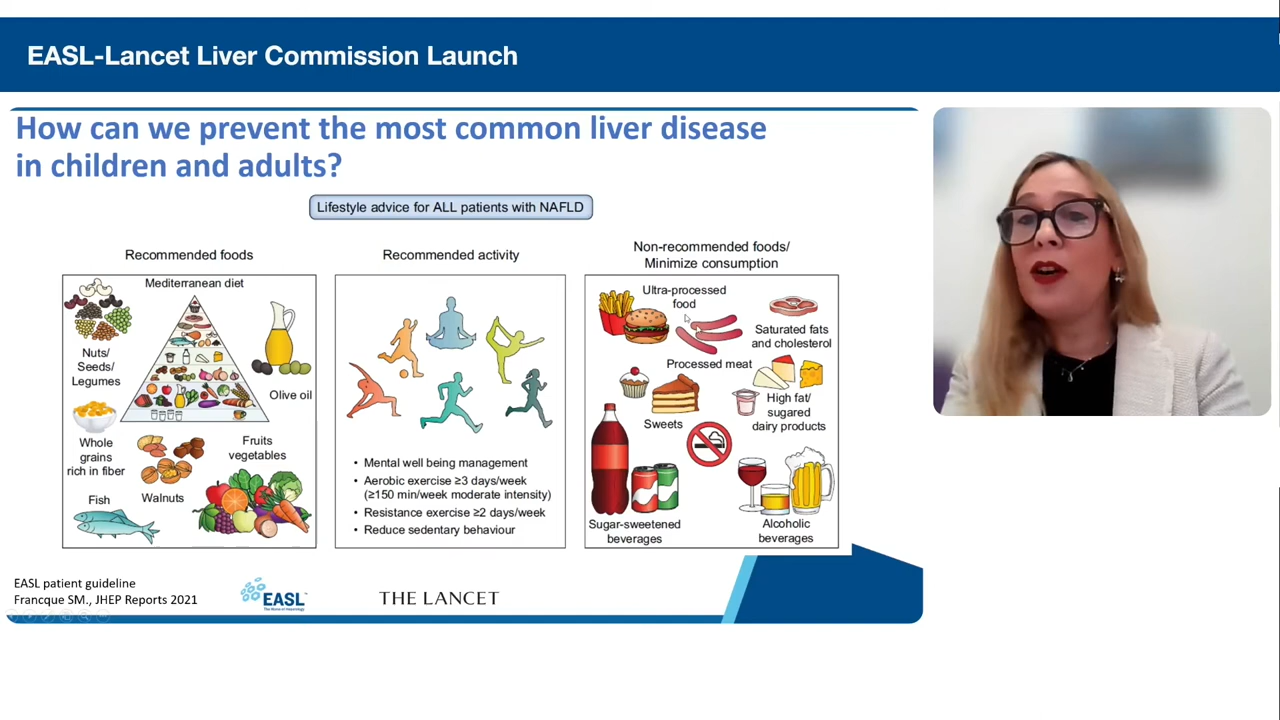 EASL-Lancet Liver Commission Launch
How can we prevent the most common liver disease
in children and adults?
Lifestyle advice for ALL patients with NAFLD
Recommended foods
Mediterranean diet
Nuts/
Seeds/
Legumes
Olive oil
Whole
grains
rich in fiber
Fruits
vegetables
Fish
Walnuts
Recommended activity
• Mental well being management
• Aerobic exercise ≥3 days/week
(≥150 min/week moderate intensity)
• Resistance exercise ≥2 days/week
• Reduce sedentary behaviour
Non-recommended foods/
Minimize consumption
Ultra-processed
food
Saturated fats
and cholesterol
Processed meat
High fat/
sugared
dairy products
Sweets
Sugar-sweetened
beverages
Alcoholic
beverages
EASL patient guideline
Francque SM., JHEP Reports 2021
EASL
The Home of Hepatology
THE LANCET